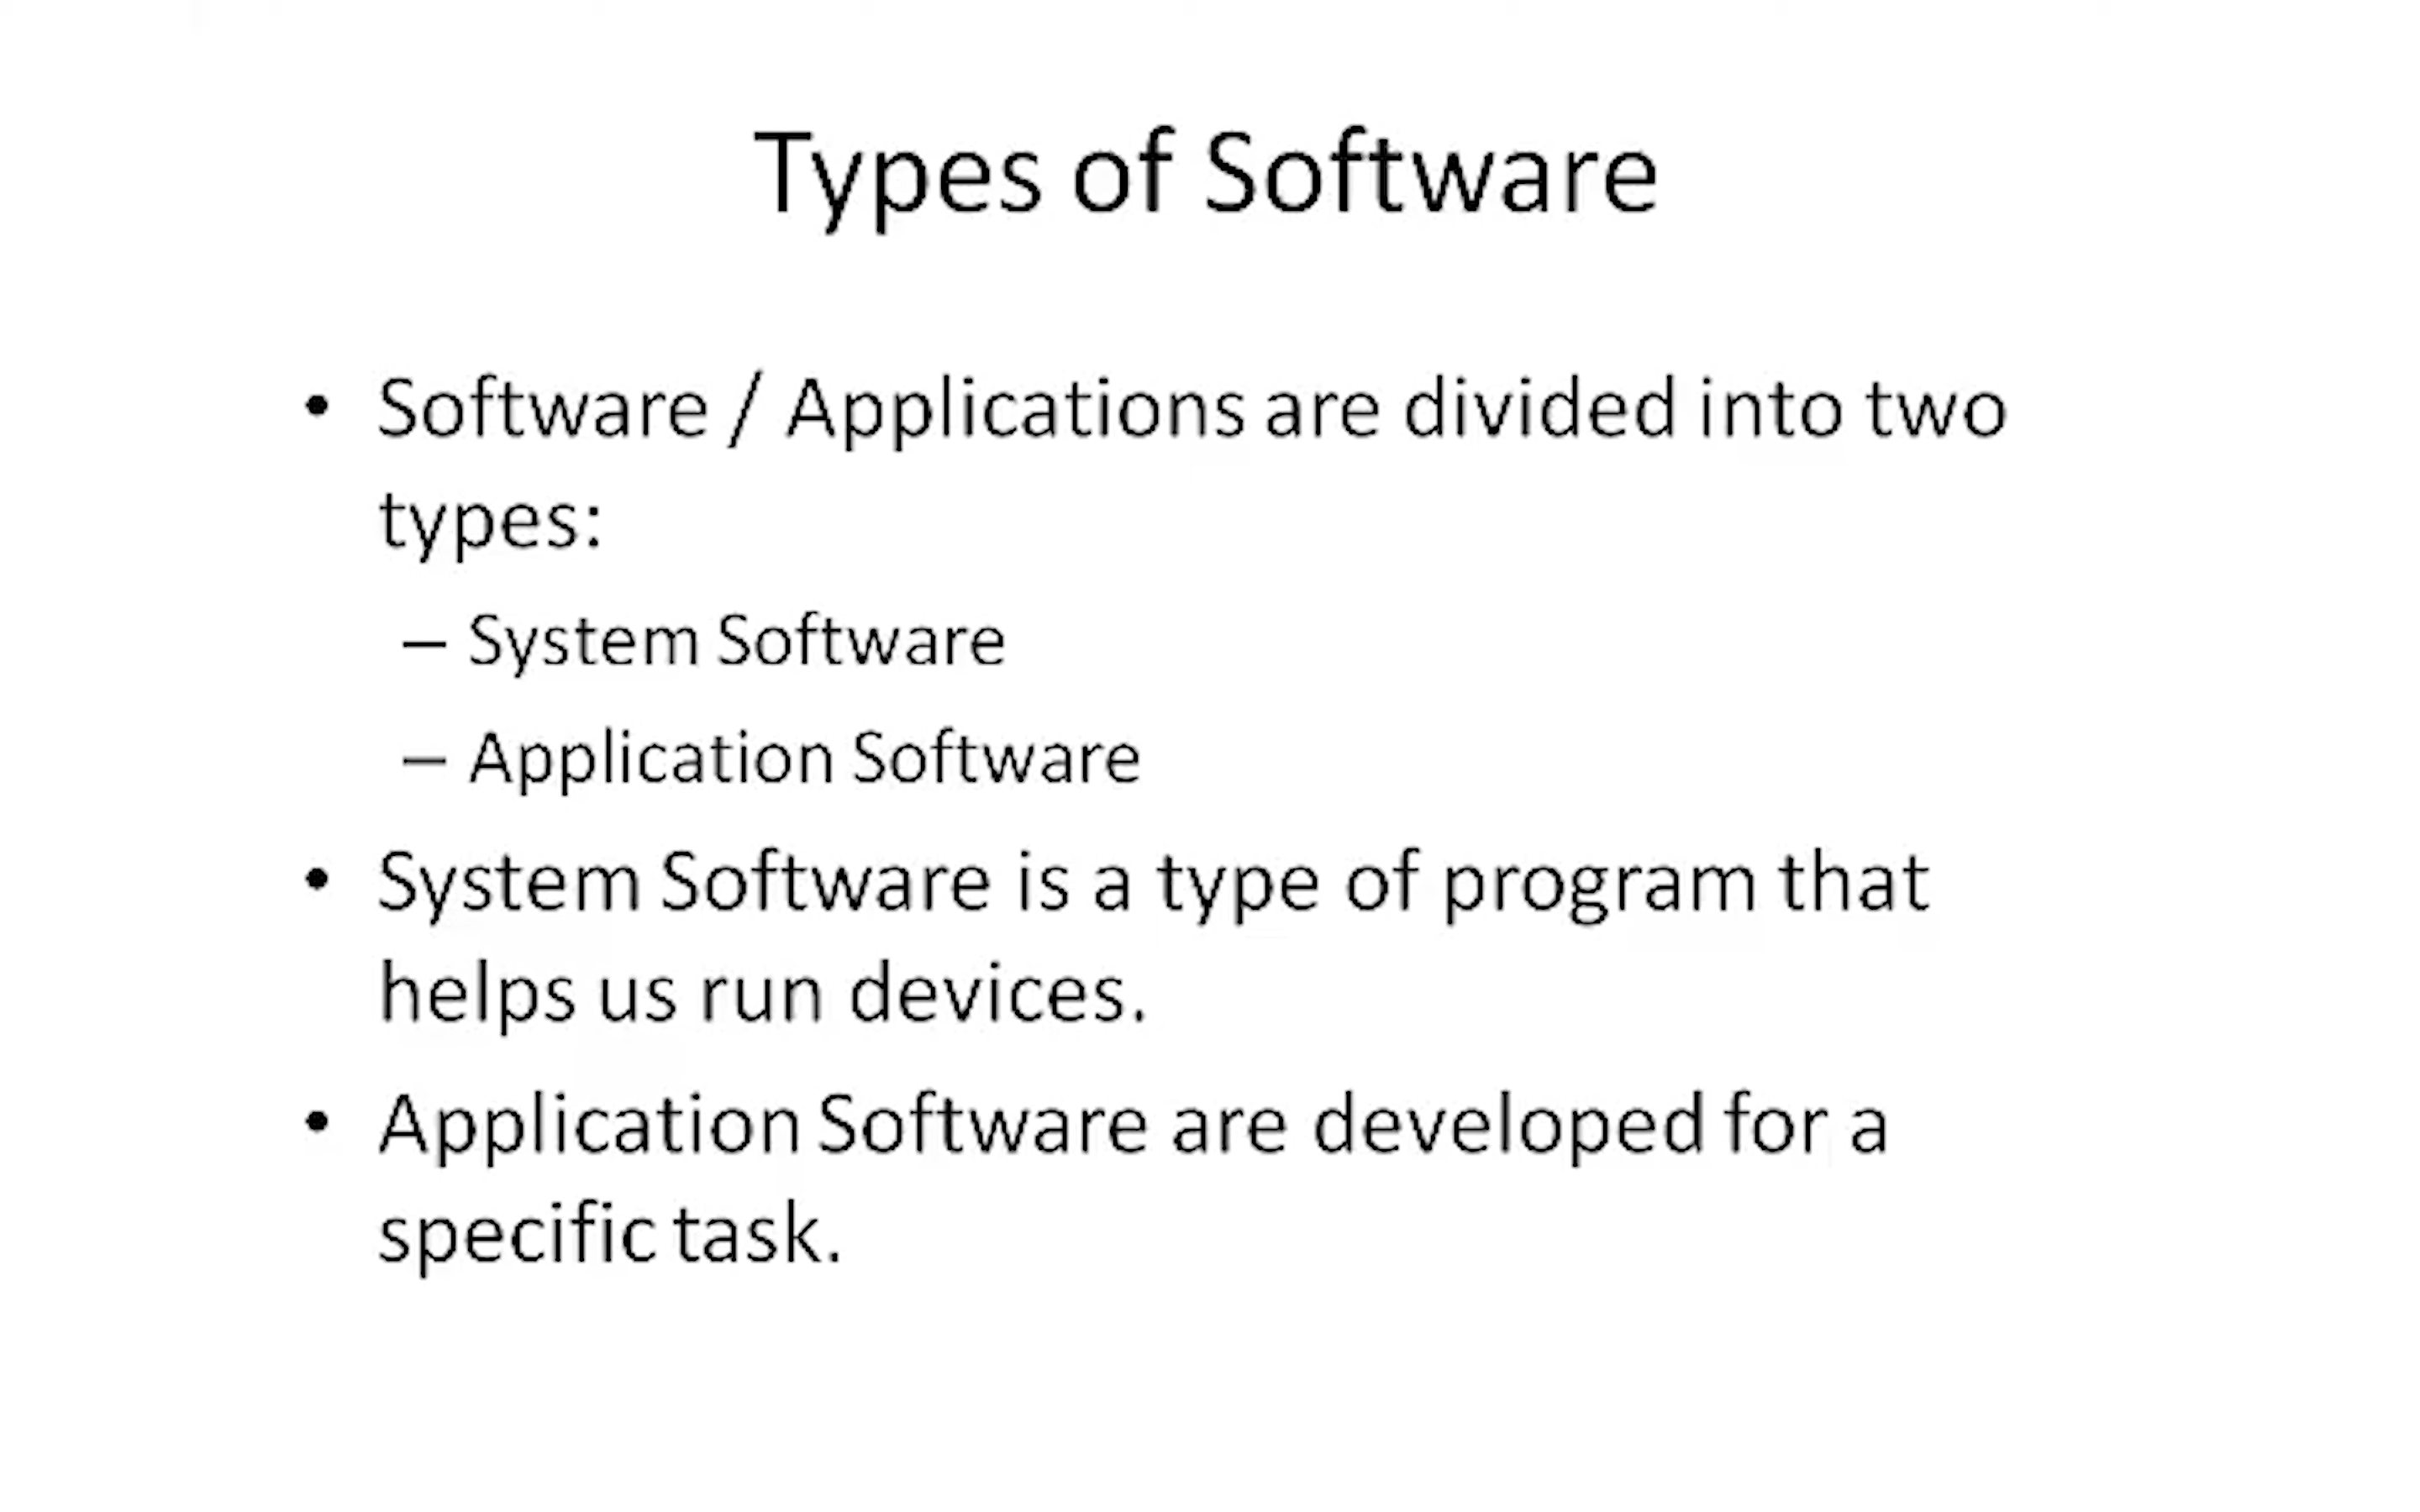 Types of Software
• Software / Applications are divided into two
types:
– System Software
– Application Software
• System Software is a type of program that
helps us run devices.
• Application Software are developed for a
specific task.